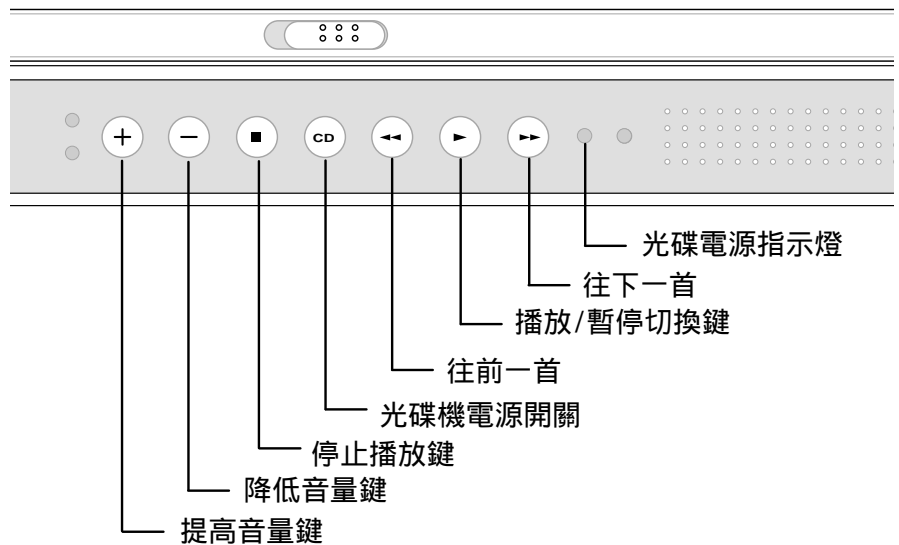 CD
光碟電源指示燈
往下一首
播放/暫停切換鍵
往前一首
光碟機電源開關
停止播放鍵
降低音量鍵
提高音量鍵